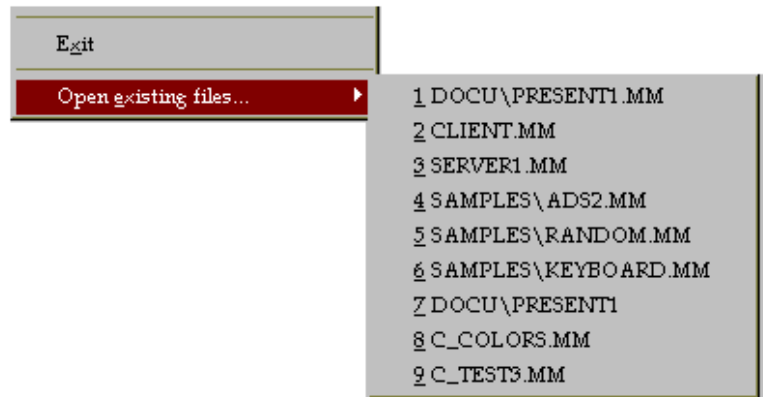 Exit
Open existing files...
1 DOCU\PRESENT1.MM
2 CLIENT.MM
3 SERVER1.MM
4 SAMPLES\ADS2.MM
5 SAMPLES\RANDOM.MM
6 SAMPLES\KEYBOARD.MM
7 DOCU\PRESENT1
8 C_COLORS.MM
9 C_TEST3.MM